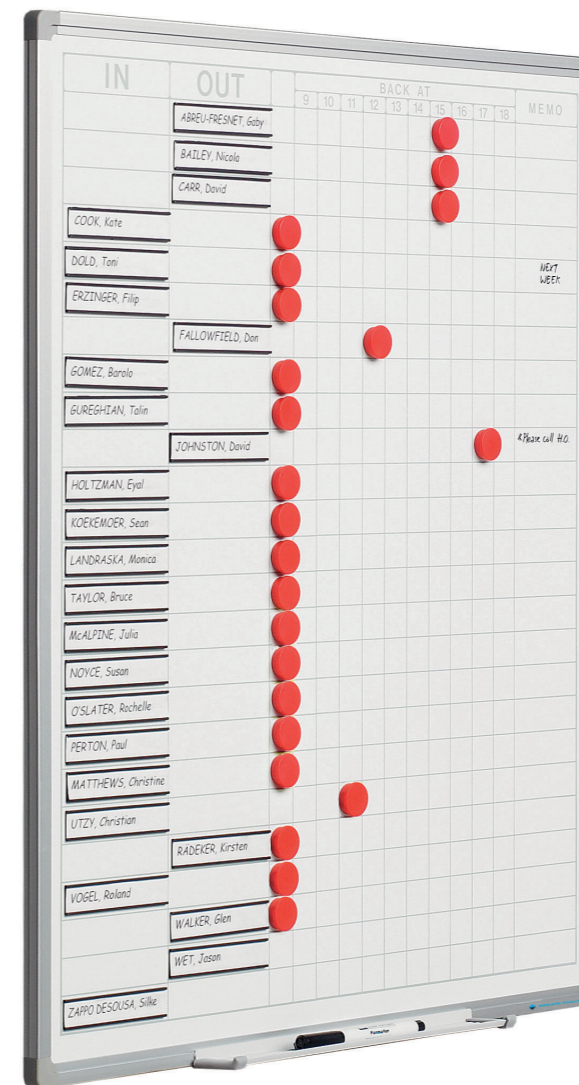 IN OUT BACK AT MEMO
9 10 11 12 13 14 15 16 17 18
ABREU-FRESNET, Gaby
BAILEY, Nicola
CARR, David
COOK, Kate
DOLD, Toni
NEXT
WEEK
ERZINGER, Filip
FALLOWFIELD, Don
GOMEZ, Barolo
GUREGHIAN, Talin
JOHNSTON, David
*Please call H.O.
HOLTZMAN, Eyal
KOEKEMOER, Sean
LANDRASKA, Monica
TAYLOR, Bruce
McALPINE, Julia
NOYCE, Susan
O'SLATER, Rochelle
PERTON, Paul
MATTHEWS, Christine
UTZY, Christian
RADEKER, Kirsten
VOGEL, Roland
WALKER, Glen
WET, Jason
ZAPPO DESOUSA, Silke